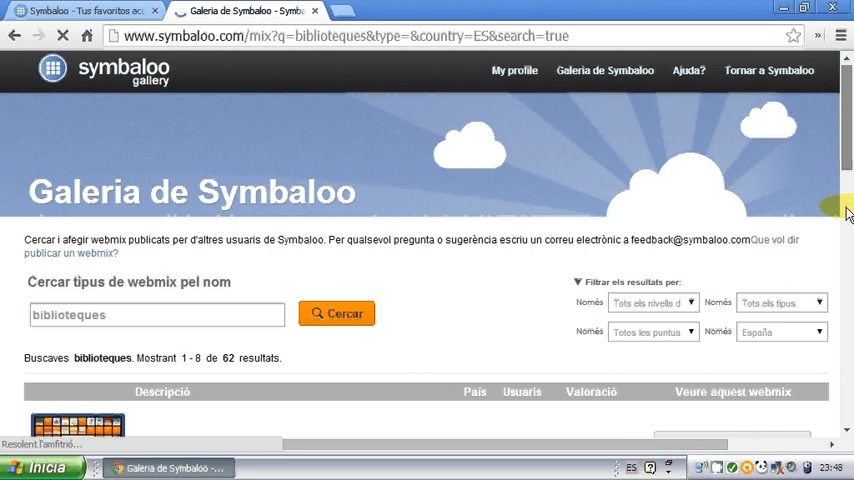 Symbaloo - Tus favoritos acc
Galeria de Symbaloo - Symba
www.symbaloo.com/mix?q=biblioteques&type=&country=ES&search=true
symbaloo
gallery
My profile Galeria de Symbaloo Ajuda? Tornar a Symbaloo
Galeria de Symbaloo
Cercar i afegir webmix publicats per d'altres usuaris de Symbaloo. Per qualsevol pregunta o sugerència escriu un correu electrònic a feedback@symbaloo.comQue vol dir
publicar un webmix?
Cercar tipus de webmix pel nom
Filtrar els resultats per:
Només Tots els nivells d Només Tots els tipus
biblioteques Cercar
Només Totes les puntua Només España
Buscaves biblioteques. Mostrant 1 - 8 de 62 resultats.
Descripció País Usuaris Valoració Veure aquest webmix
Resolent l'amfitrió...
Inicia Galeria de Symbaloo -... ES 23:48